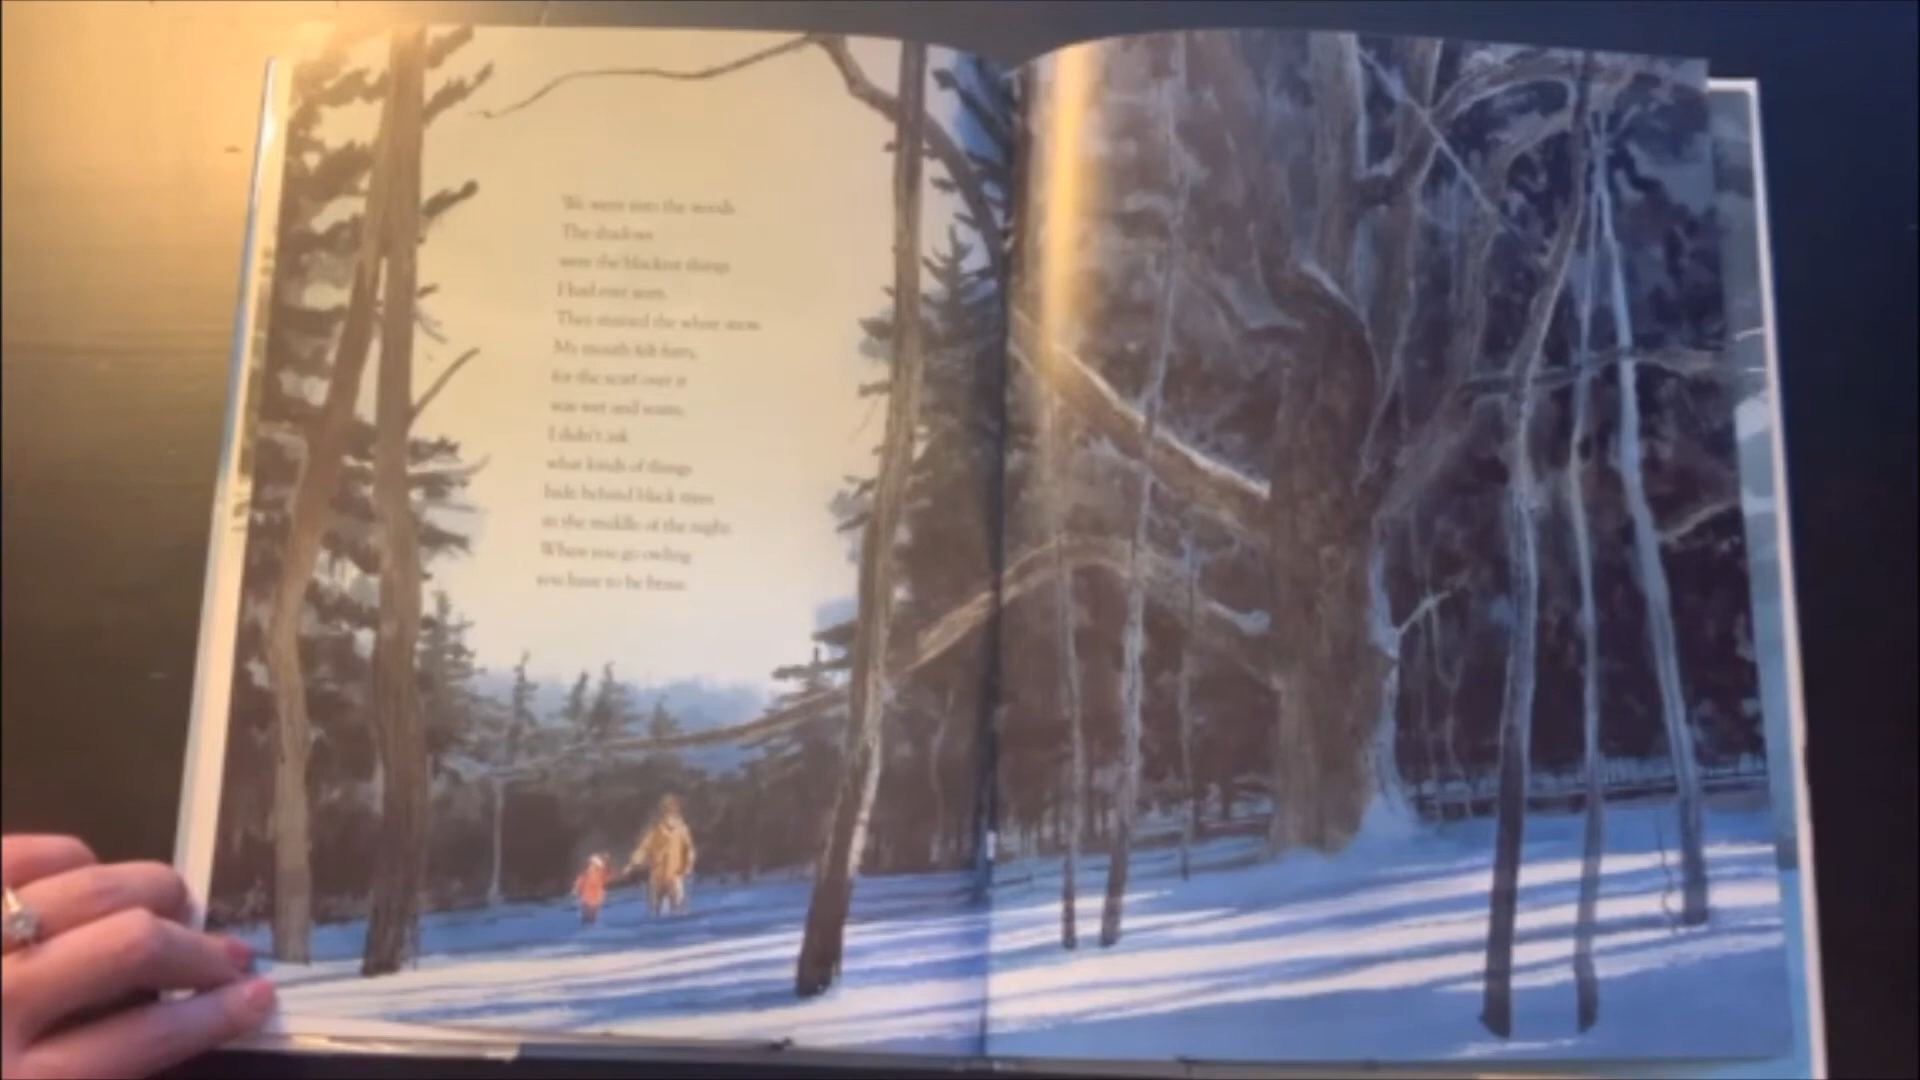 We went into the woods.
The shadows
were the blackest things
I had ever seen.
They stained the white snow.
My mouth felt furry,
for the scarf over it
was wet and warm.
I didn't ask
what kinds of things
hide behind black trees
in the middle of the night.
When you go owling
you have to be brave.